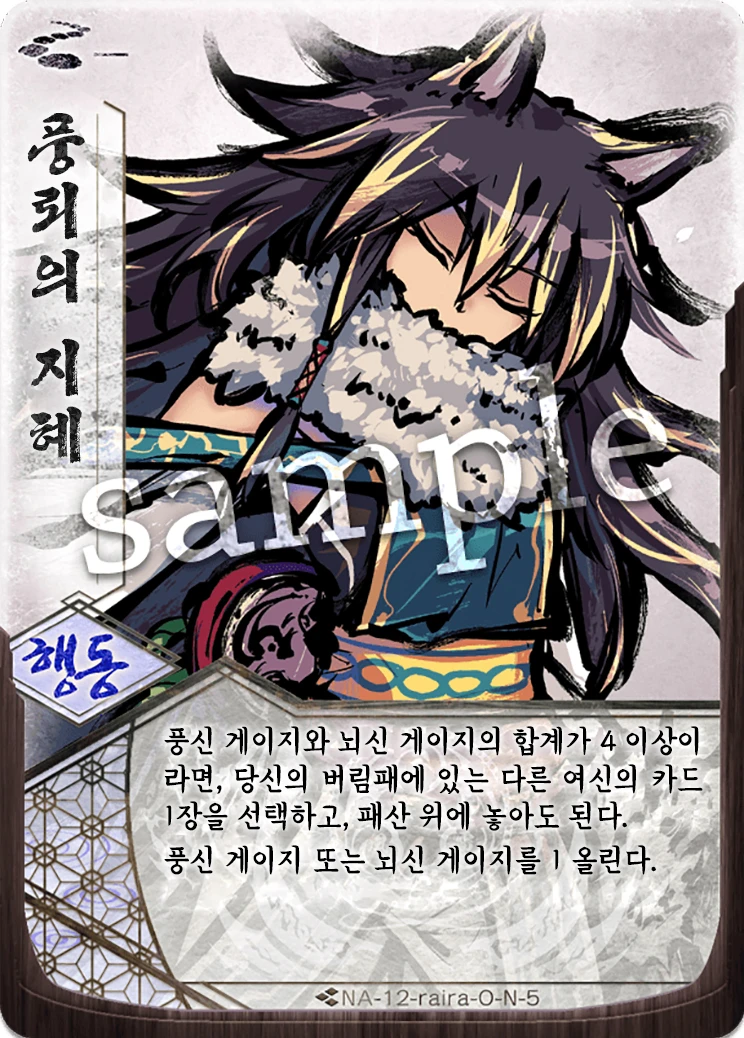 풍뢰의 지혜
sample
행동
풍신 게이지와 뇌신 게이지의 합계가 4 이상이
라면, 당신의 버림패에 있는 다른 여신의 카드
1장을 선택하고, 패산 위에 놓아도 된다.
풍신 게이지 또는 뇌신 게이지를 1 올린다.
NA-12-raira-O-N-5